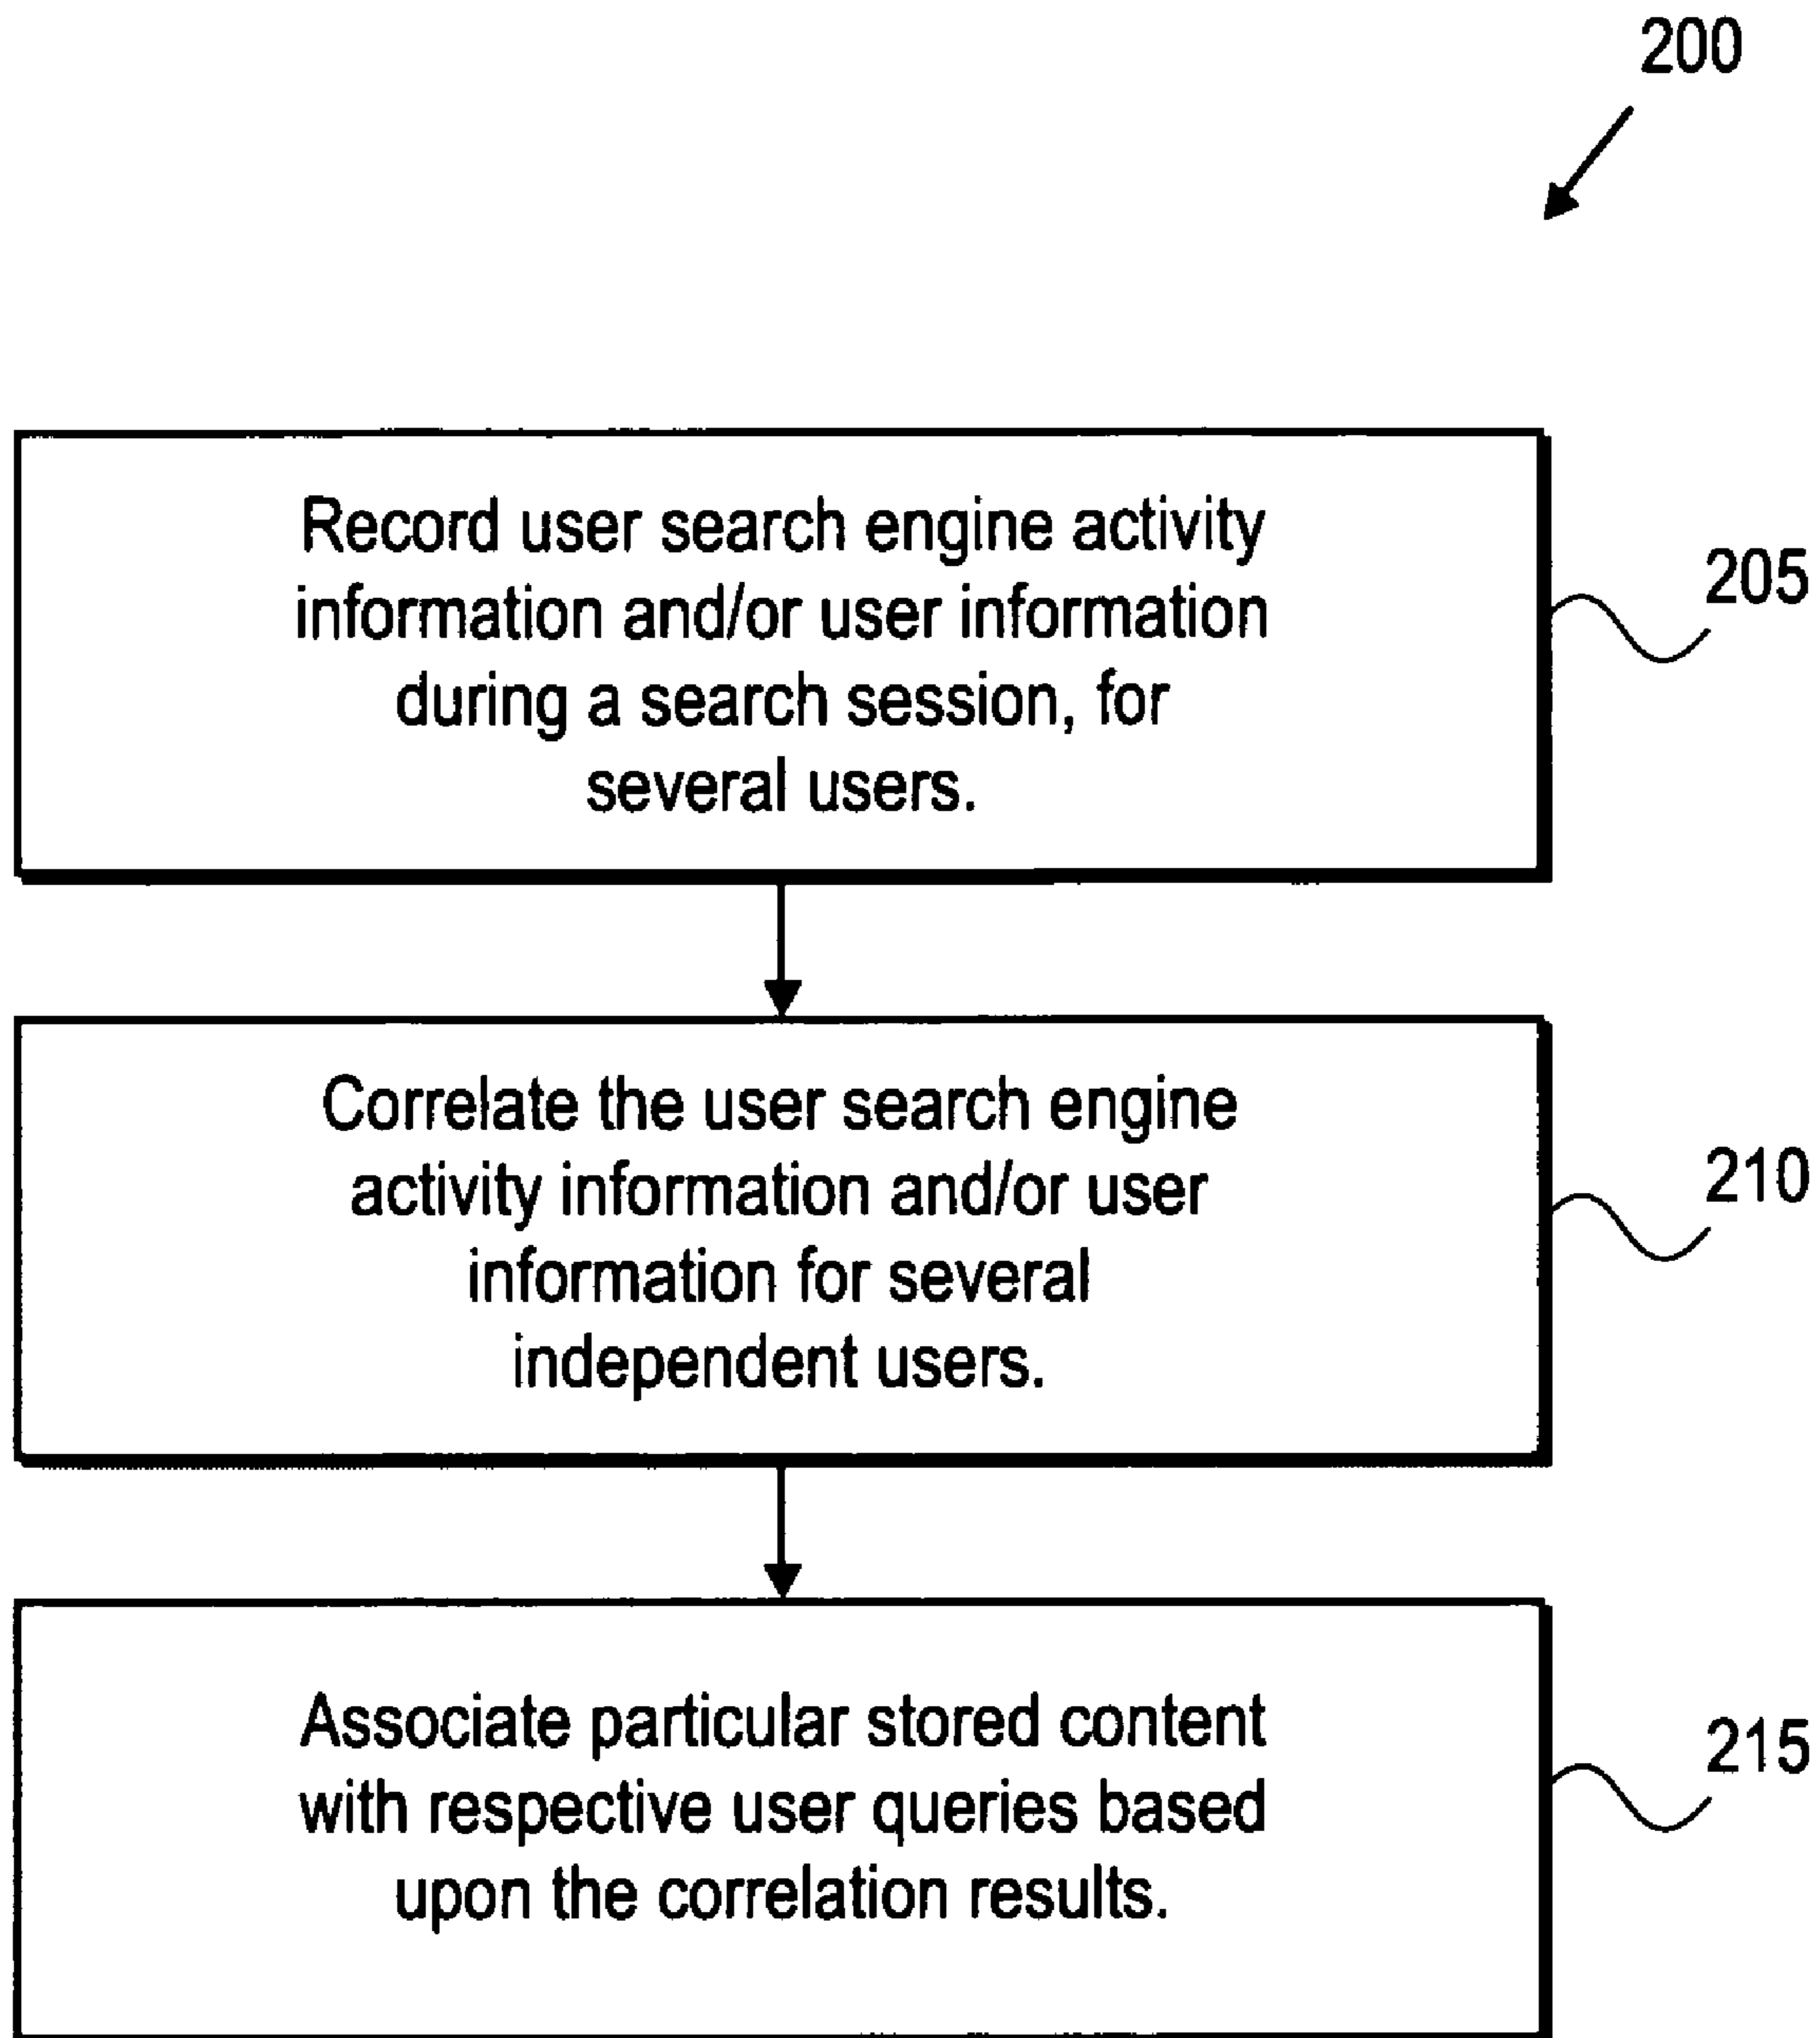 200
Record user search engine activity
information and/or user information
during a search session, for
several users.
205
Correlate the user search engine
activity information and/or user
information for several
independent users.
210
Associate particular stored content
with respective user queries based
upon the correlation results.
215